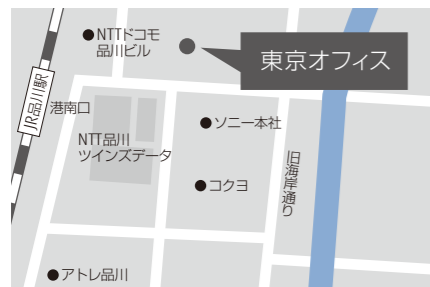 NTTドコモ
品川ビル
東京オフィス
JR品川駅
港南口
ソニー本社
NTT品川
ツインズデータ
コクヨ
旧海岸通り
アトレ品川